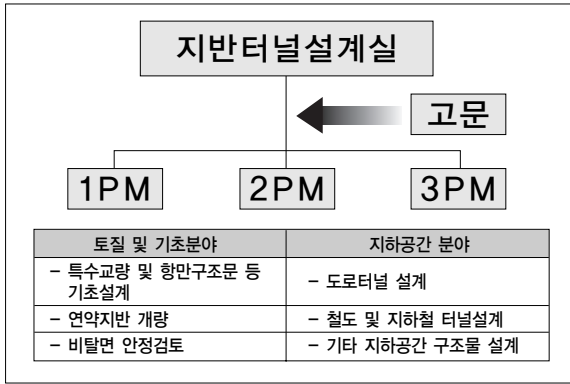 지반터널설계실
고문
1PM 2PM 3PM
토질 및 기초분야 지하공간 분야
- 특수교량 및 항만구조문 등 기초설계
- 도로터널 설계
- 연약지반 개량
- 철도 및 지하철 터널설계
- 비탈면 안정검토
- 기타 지하공간 구조물 설계